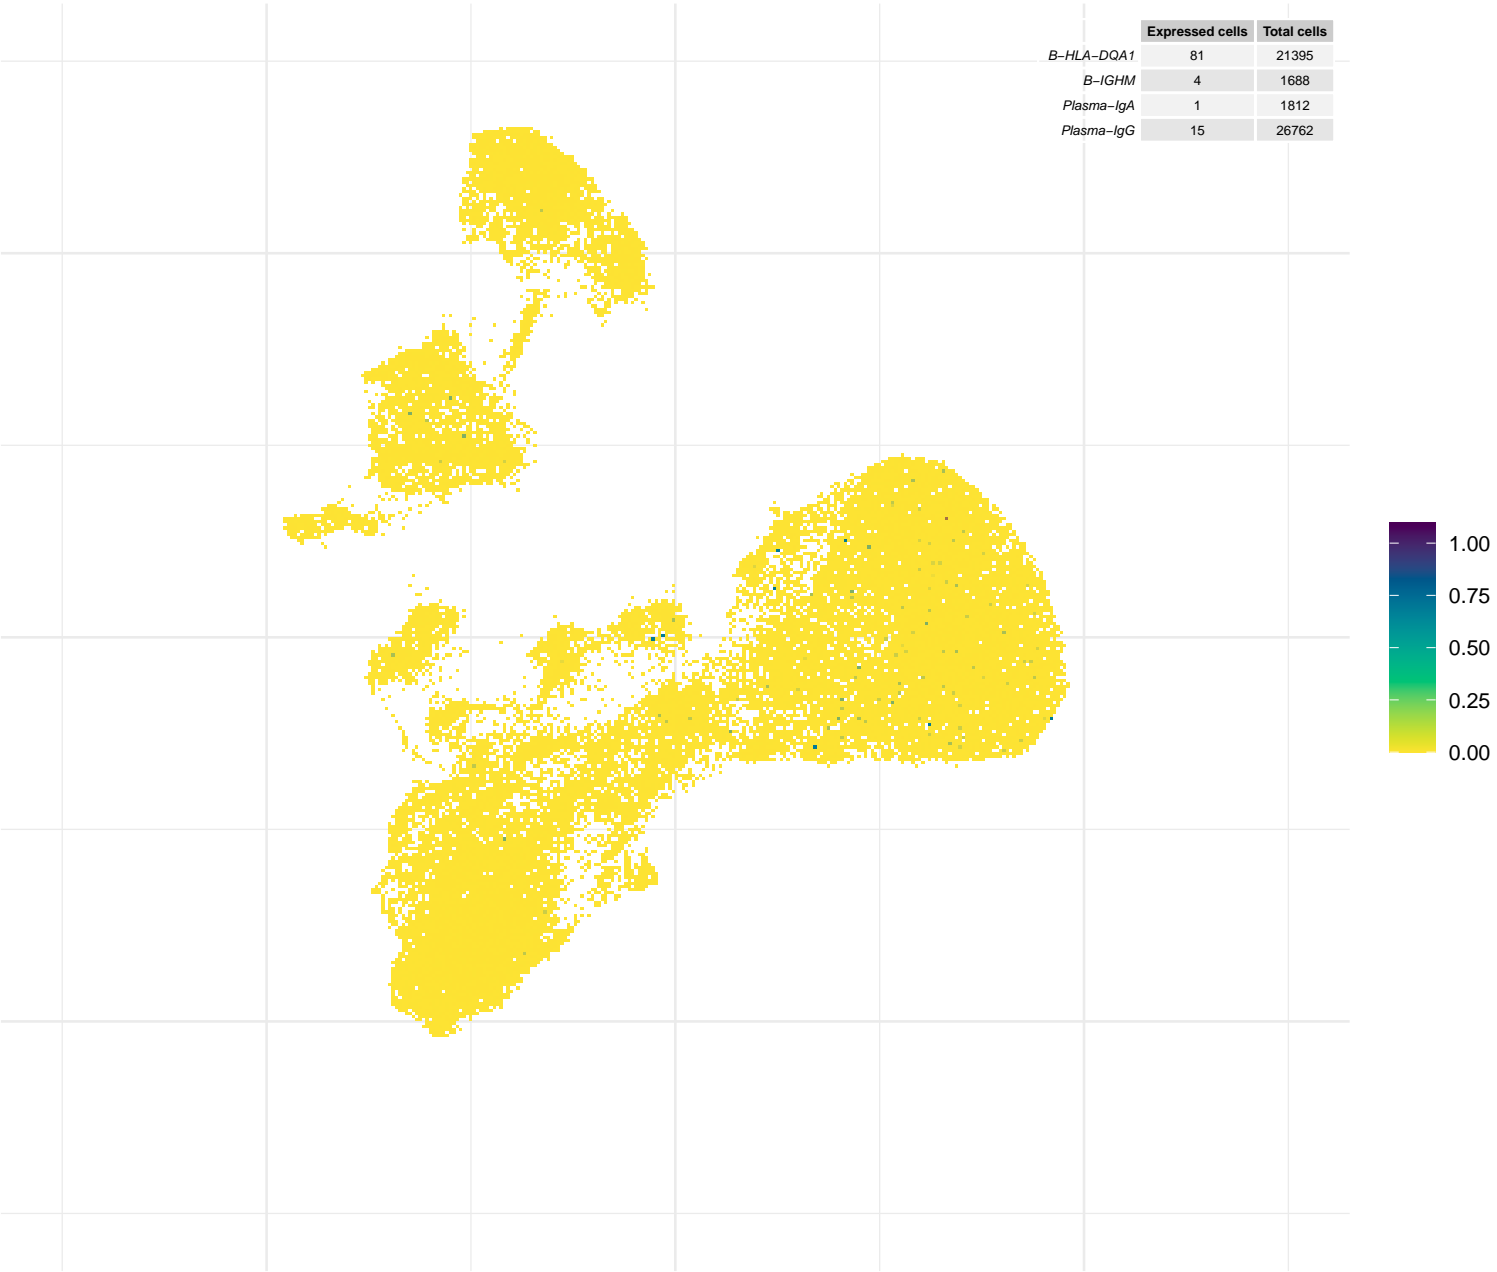 Expressed cells Total cells
B−HLA−DQA1 81 21395
B−IGHM 4 1688
Plasma−IgA 1 1812
Plasma−IgG 15 26762
1.00
0.75
0.50
0.25
0.00